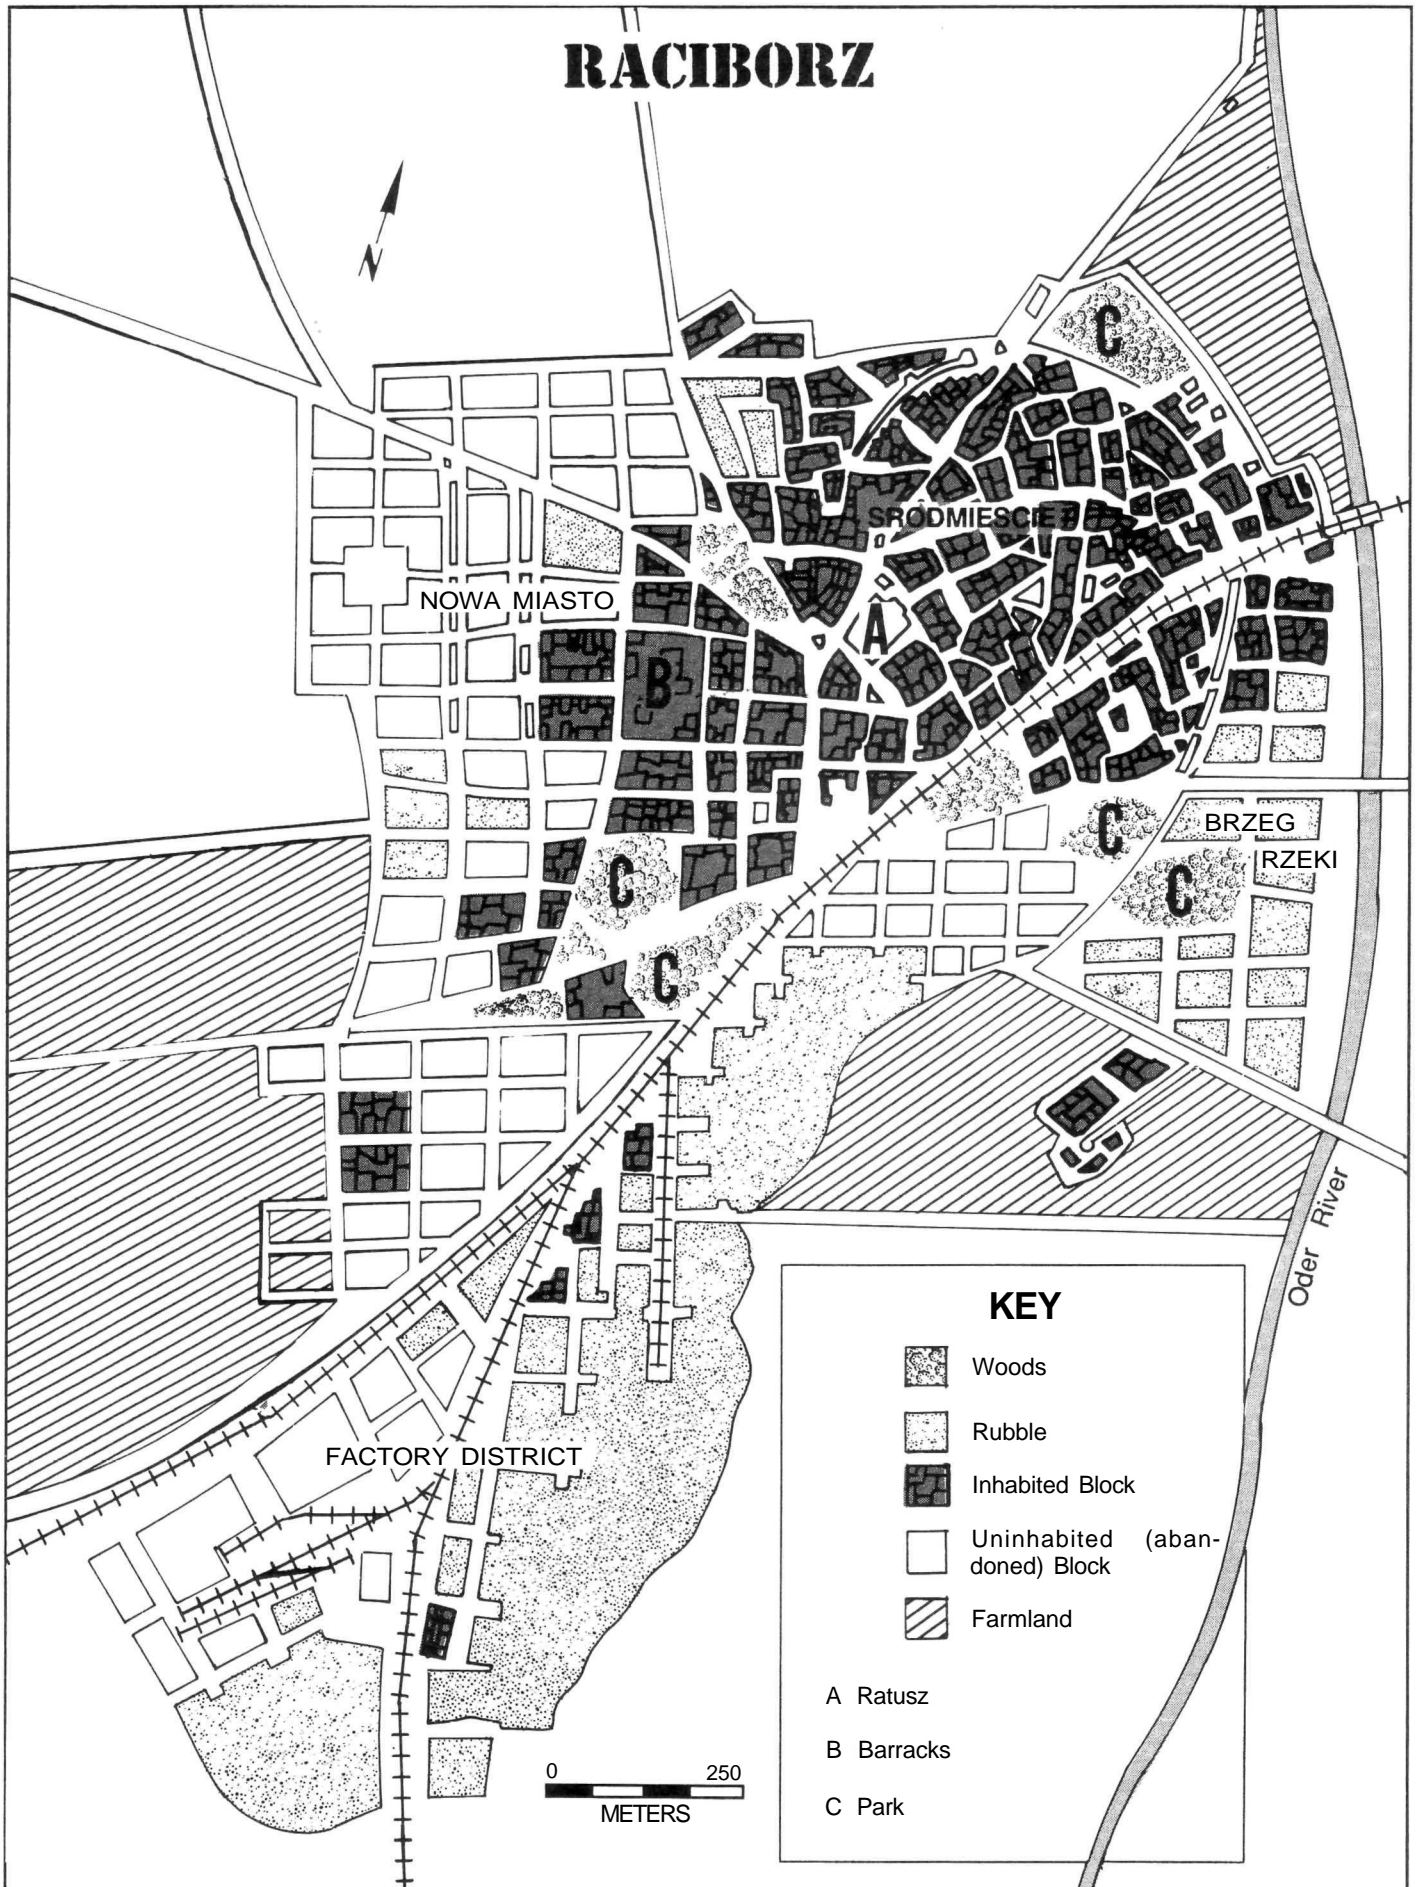 RACIBORZ
N
C
SRODMIESCIE
NOWA MIASTO
A
B
BRZEG
RZEKI
C
C
C
C
Oder River
FACTORY DISTRICT
KEY
Woods
Rubble
Inhabited Block
Uninhabited (aban-
doned) Block
Farmland
A Ratusz
B Barracks
C Park
0 250
METERS